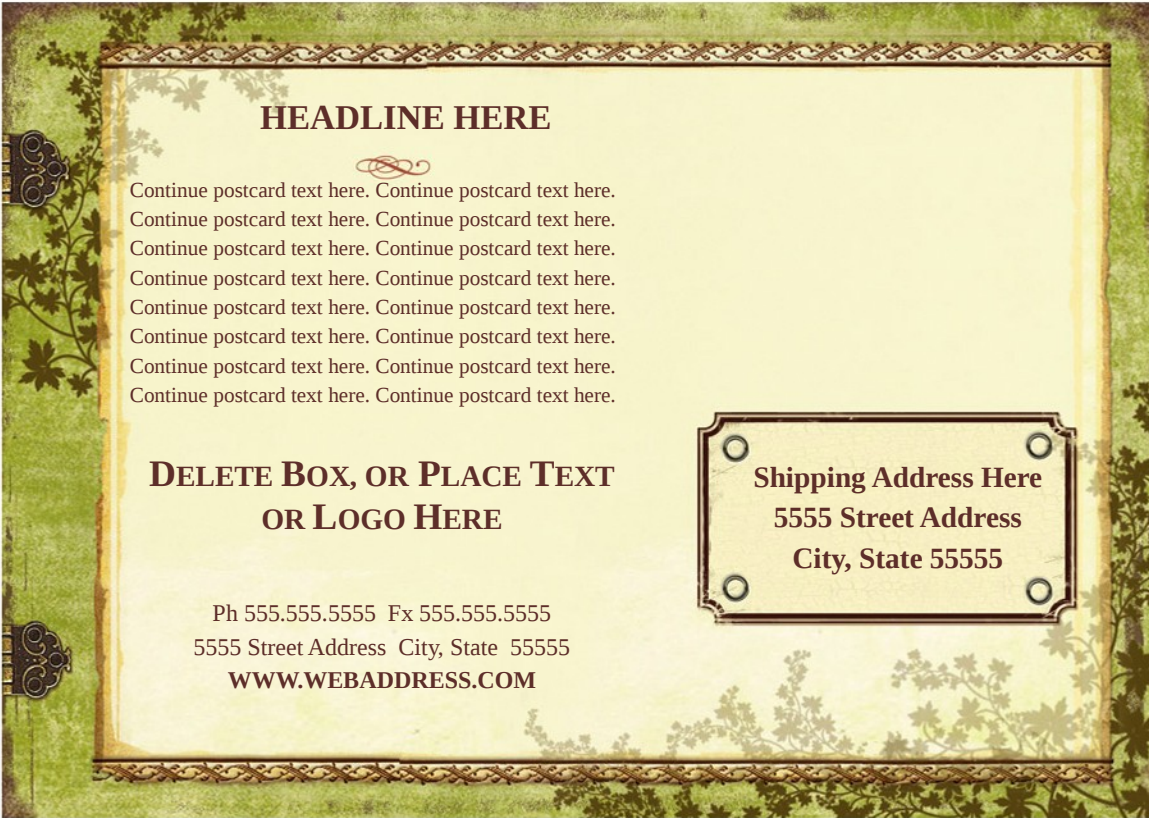 HEADLINE HERE
Continue postcard text here. Continue postcard text here.
Continue postcard text here. Continue postcard text here.
Continue postcard text here. Continue postcard text here.
Continue postcard text here. Continue postcard text here.
Continue postcard text here. Continue postcard text here.
Continue postcard text here. Continue postcard text here.
Continue postcard text here. Continue postcard text here.
Continue postcard text here. Continue postcard text here.
DELETE BOX, OR PLACE TEXT
OR LOGO HERE
Ph 555.555.5555  Fx 555.555.5555
5555 Street Address  City, State  55555
WWW.WEBADDRESS.COM
Shipping Address Here
5555 Street Address
City, State 55555